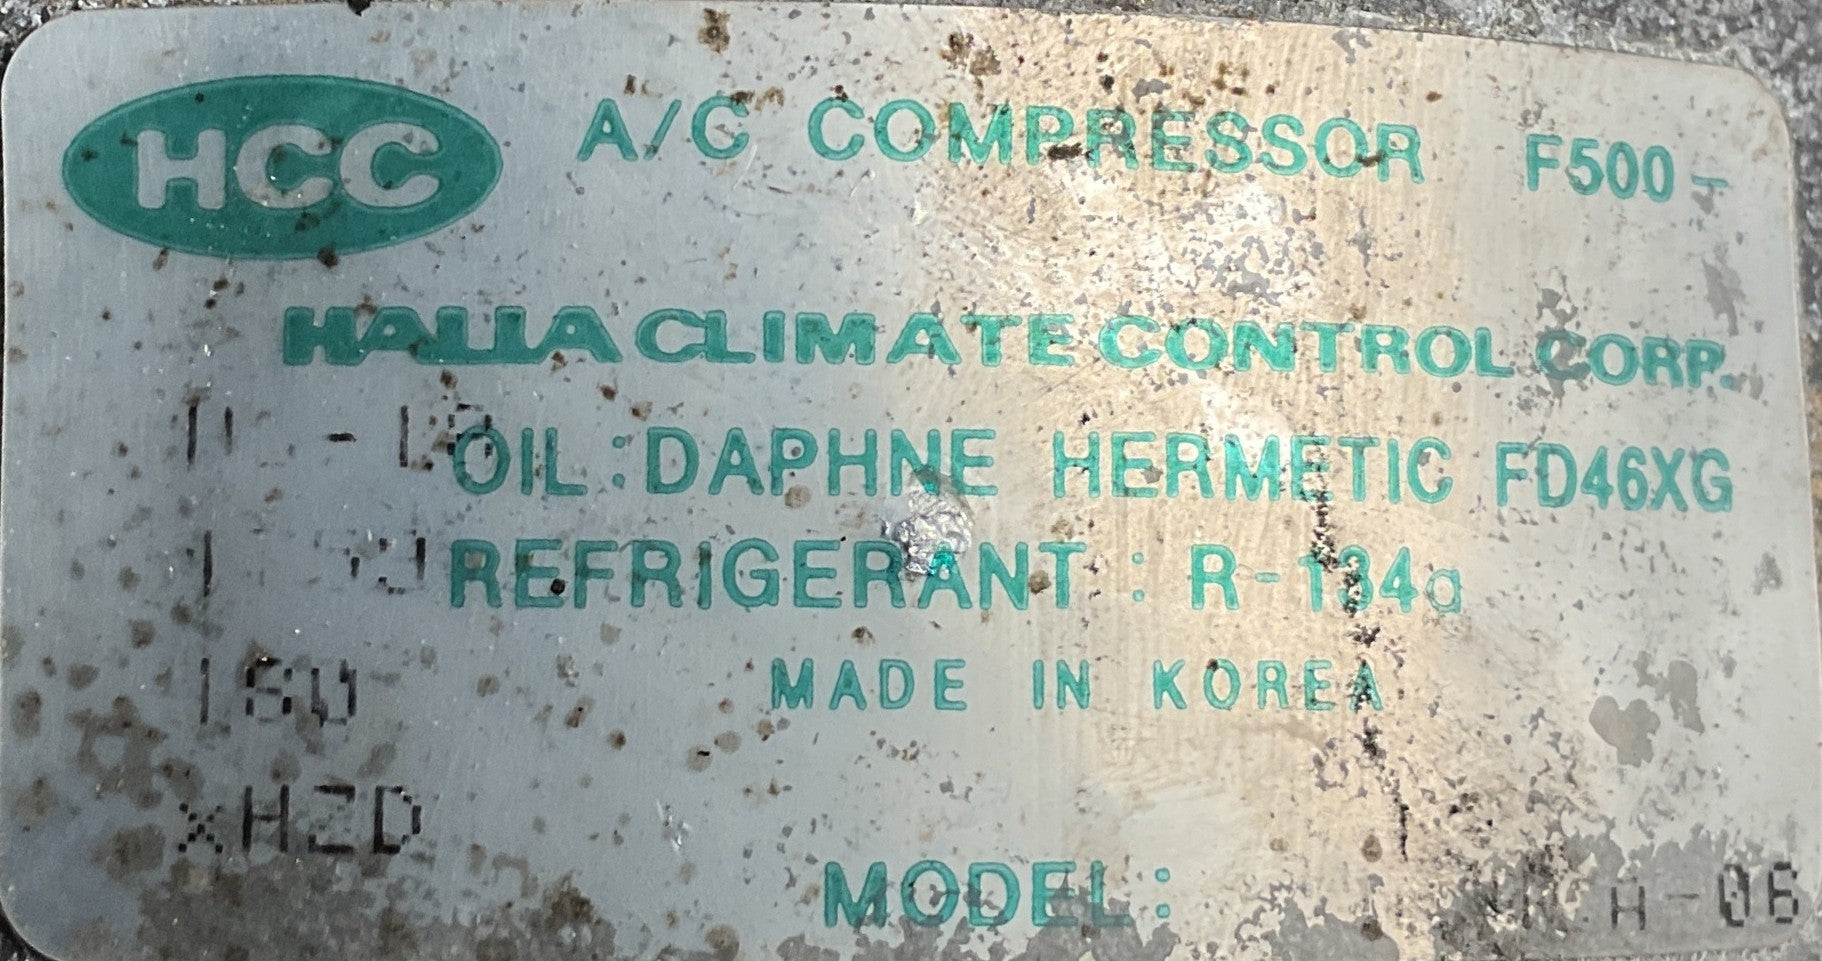 HCC
A/C COMPRESSOR F500
HALLA CLIMATE CONTROL CORP.
OIL : DAPHNE HERMETIC FD46XG
REFRIGERANT : R-134a
MADE IN KOREA
xHZD
MODEL :